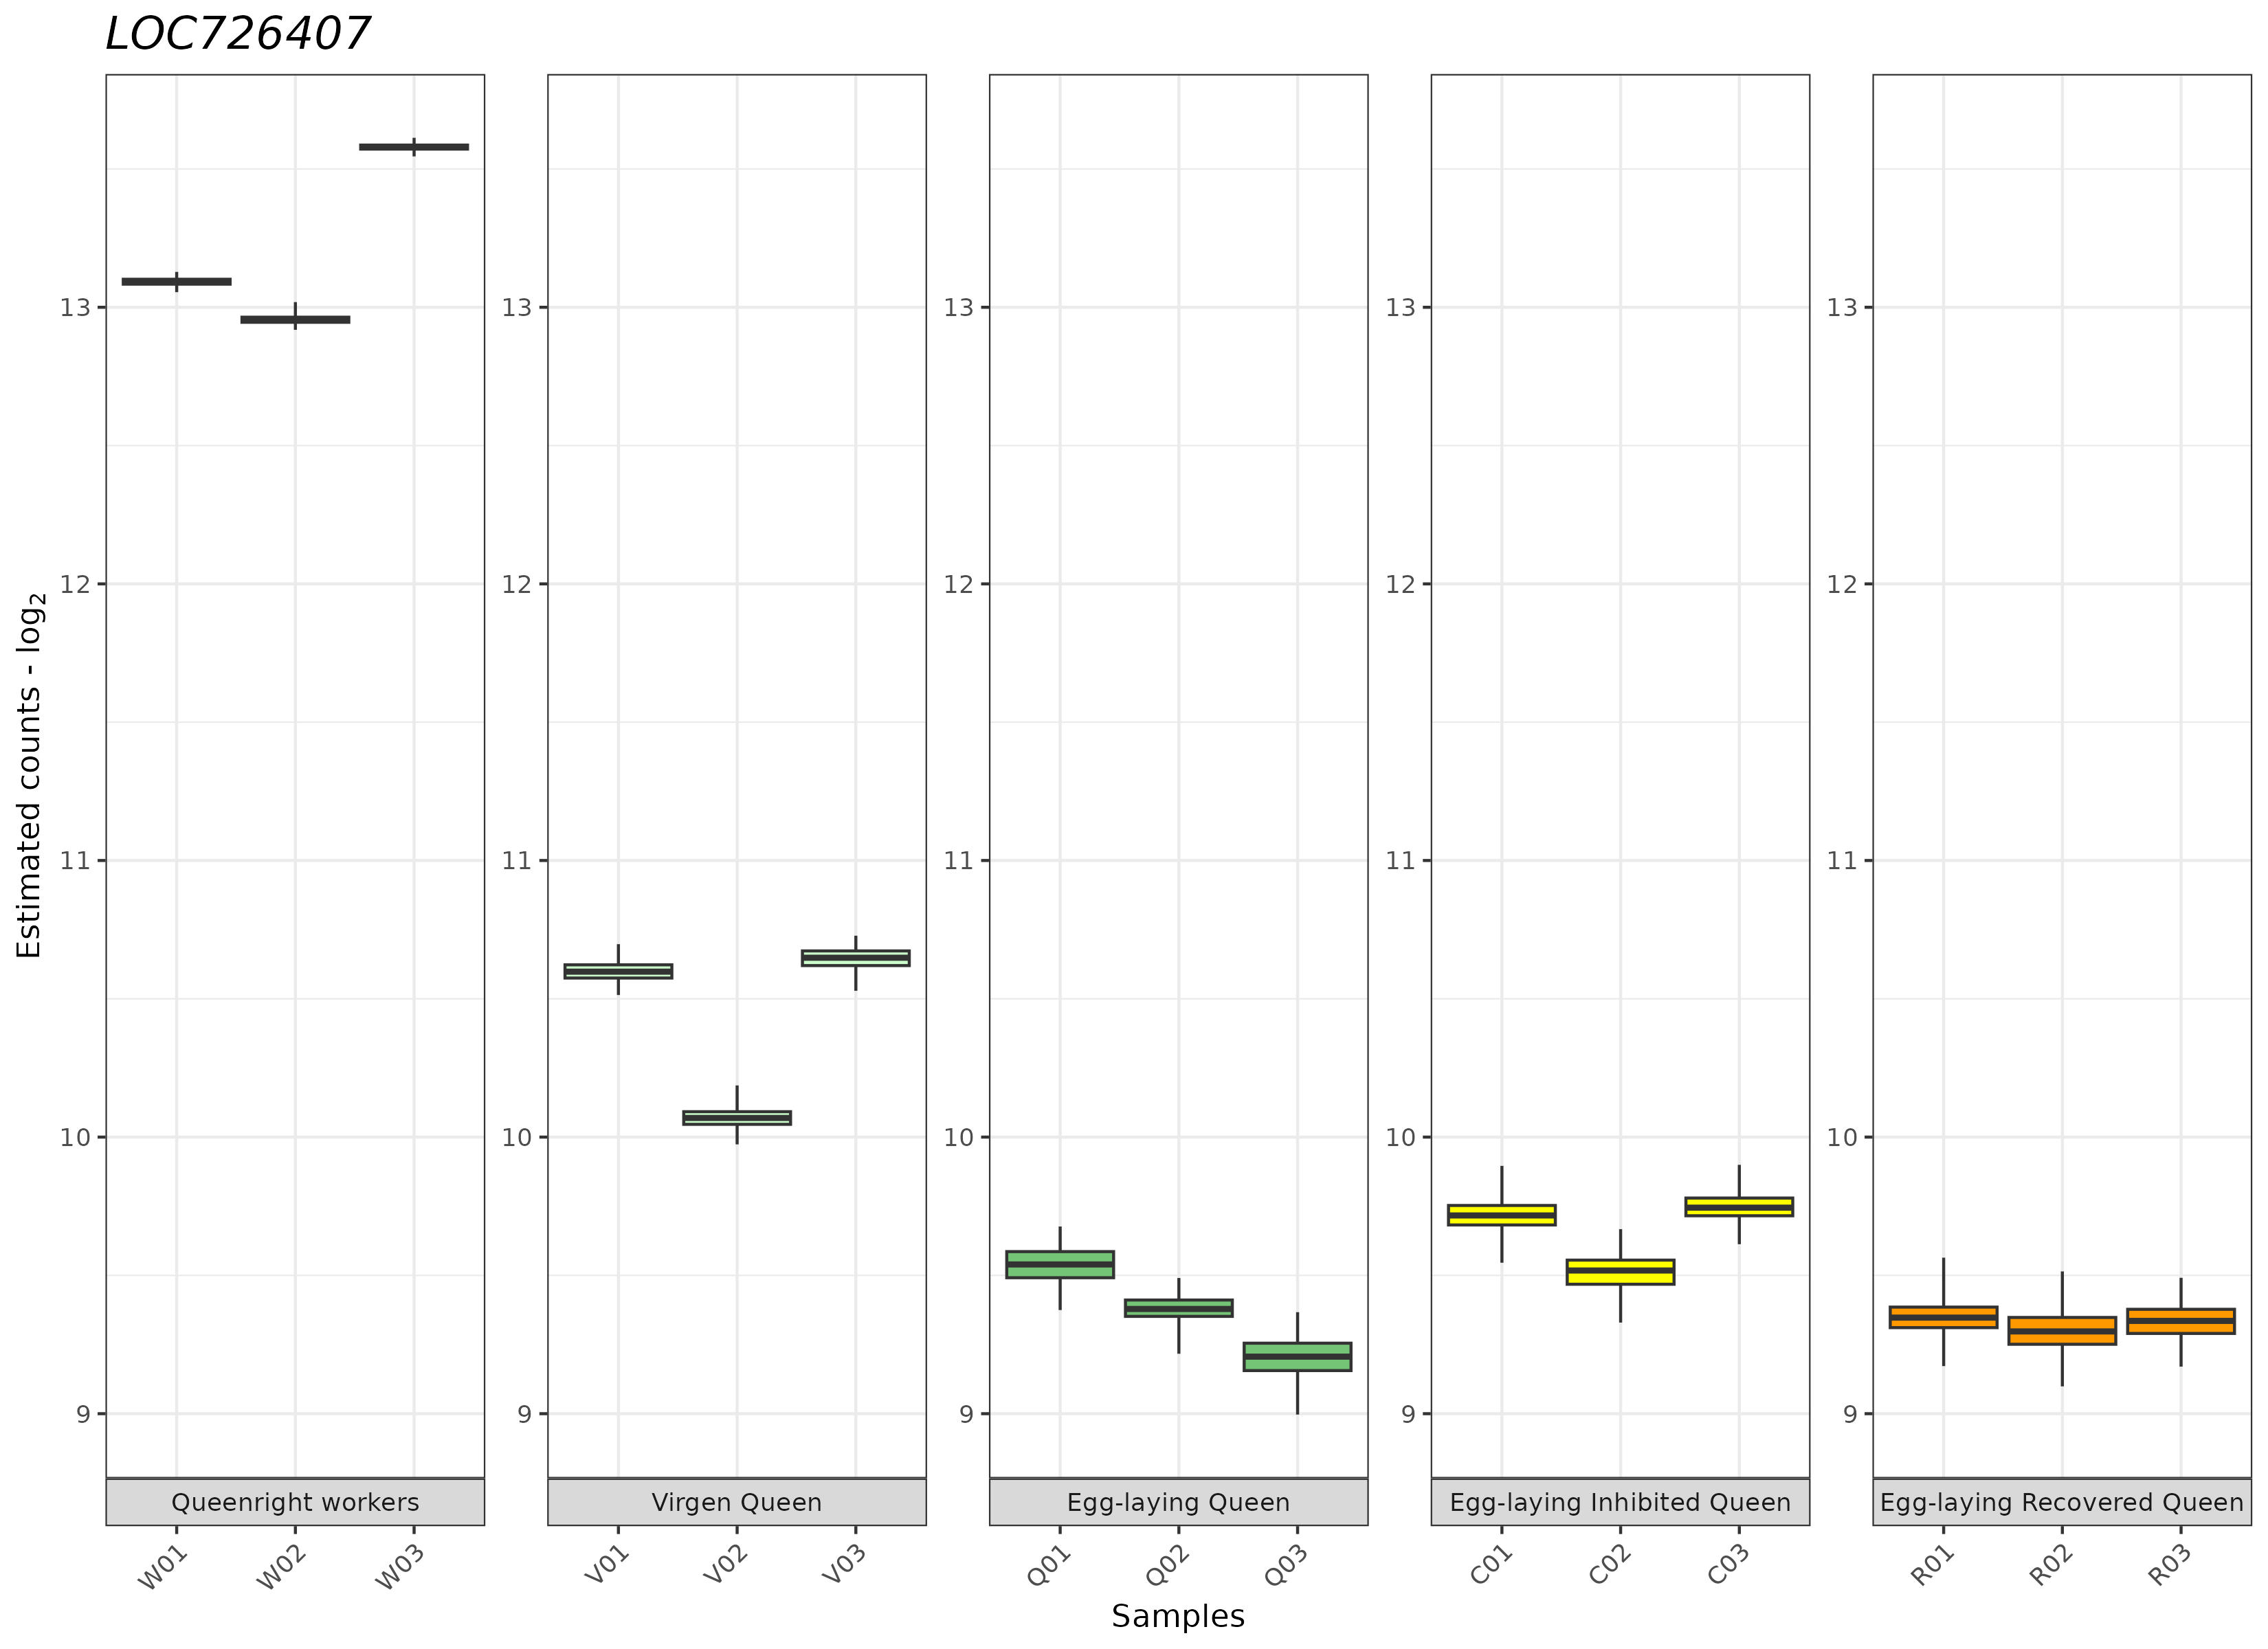 LOC726407
Estimated counts - log₂
13
12
11
10
9
13
12
11
10
9
13
12
11
10
9
13
12
11
10
9
13
12
11
10
9
Queenright workers
Virgen Queen
Egg-laying Queen
Egg-laying Inhibited Queen
Egg-laying Recovered Queen
W01 W02 W03
V01 V02 V03
Q01 Q02 Q03
C01 C02 C03
R01 R02 R03
Samples